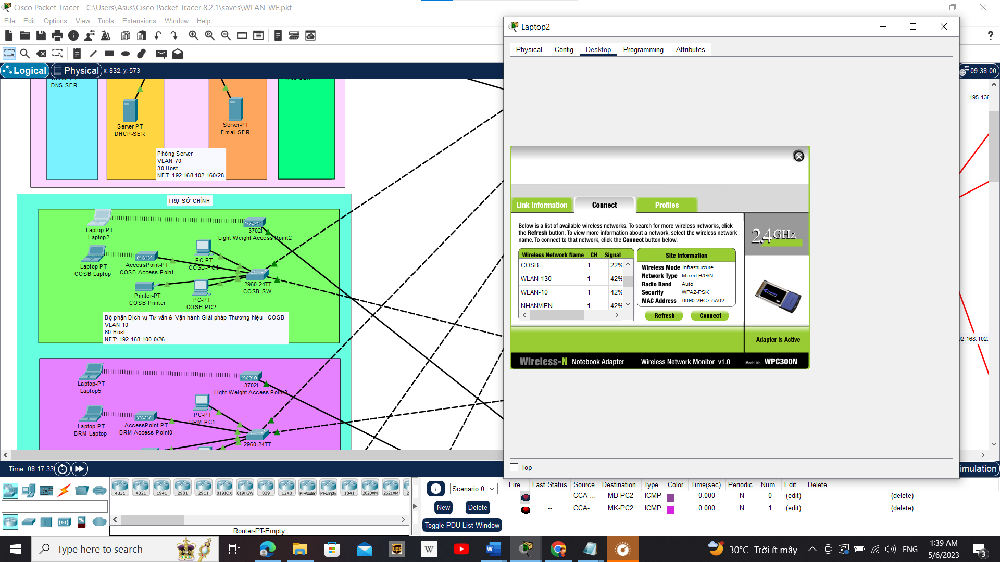 Cisco Packet Tracer - C:\Users\Asus\Cisco Packet Tracer 8.2.1\saves\WLAN-WF.pkt
File Edit Options View Tools Extensions Window Help
Logical Physical x: 832, y: 573
09:38:00
DNS-SER
Server-PT
DHCP-SER
Server-PT
Email-SER
Phòng Server
VLAN 70
30 Host
NET: 192.168.102.160/28
TRỤ SỞ CHÍNH
Laptop-PT
Laptop2
3702i
Light Weight Access Point2
Laptop-PT
COSB Laptop
AccessPoint-PT
COSB Access Point
PC-PT
COSB-PC1
2960-24TT
COSB-SW
Printer-PT
COSB Printer
PC-PT
COSB-PC2
Bộ phận Dịch vụ Tư vấn & Vận hành Giải pháp Thương hiệu - COSB
VLAN 10
60 Host
NET: 192.168.100.0/26
Laptop-PT
Laptop5
3702i
Light Weight Access Point3
Laptop-PT
BRM Laptop
AccessPoint-PT
BRM Access Point0
PC-PT
BRM-PC1
2960-24TT
195.136
92.168.102.
Laptop2
Physical Config Desktop Programming Attributes
Link Information Connect Profiles
Below is a list of available wireless networks. To search for more wireless networks, click
the Refresh button. To view more information about a network, select the wireless network
name. To connect to that network, click the Connect button below.
2.4GHz
Wireless Network Name CH Signal
COSB 1 22%
WLAN-130 1 42%
WLAN-10 1 42%
NHANVIEN 1 42%
Site Information
Wireless Mode Infrastructure
Network Type Mixed B/G/N
Radio Band Auto
Security WPA2-PSK
MAC Address 0090.2BC7.5A02
Refresh Connect
Adapter is Active
Wireless-N Notebook Adapter Wireless Network Monitor v1.0 Model No. WPC300N
Top
Time: 08:17:33
imulation
4331 4321 1941 2901 2911 819IOX 819HGW 829 1240 PT-Router PT-Empty 1841 2620XM 2621XM 2
Router-PT-Empty
Scenario 0
New Delete
Toggle PDU List Window
Fire Last Status Source Destination Type Color Time(sec) Periodic Num Edit Delete
-- CCA-... MD-PC2 ICMP 0.000 N 0 (edit) (delete)
-- CCA-... MK-PC2 ICMP 0.000 N 1 (edit) (delete)
Type here to search
ups
W
30°C Trời ít mây
ENG
1:39 AM
5/6/2023
3